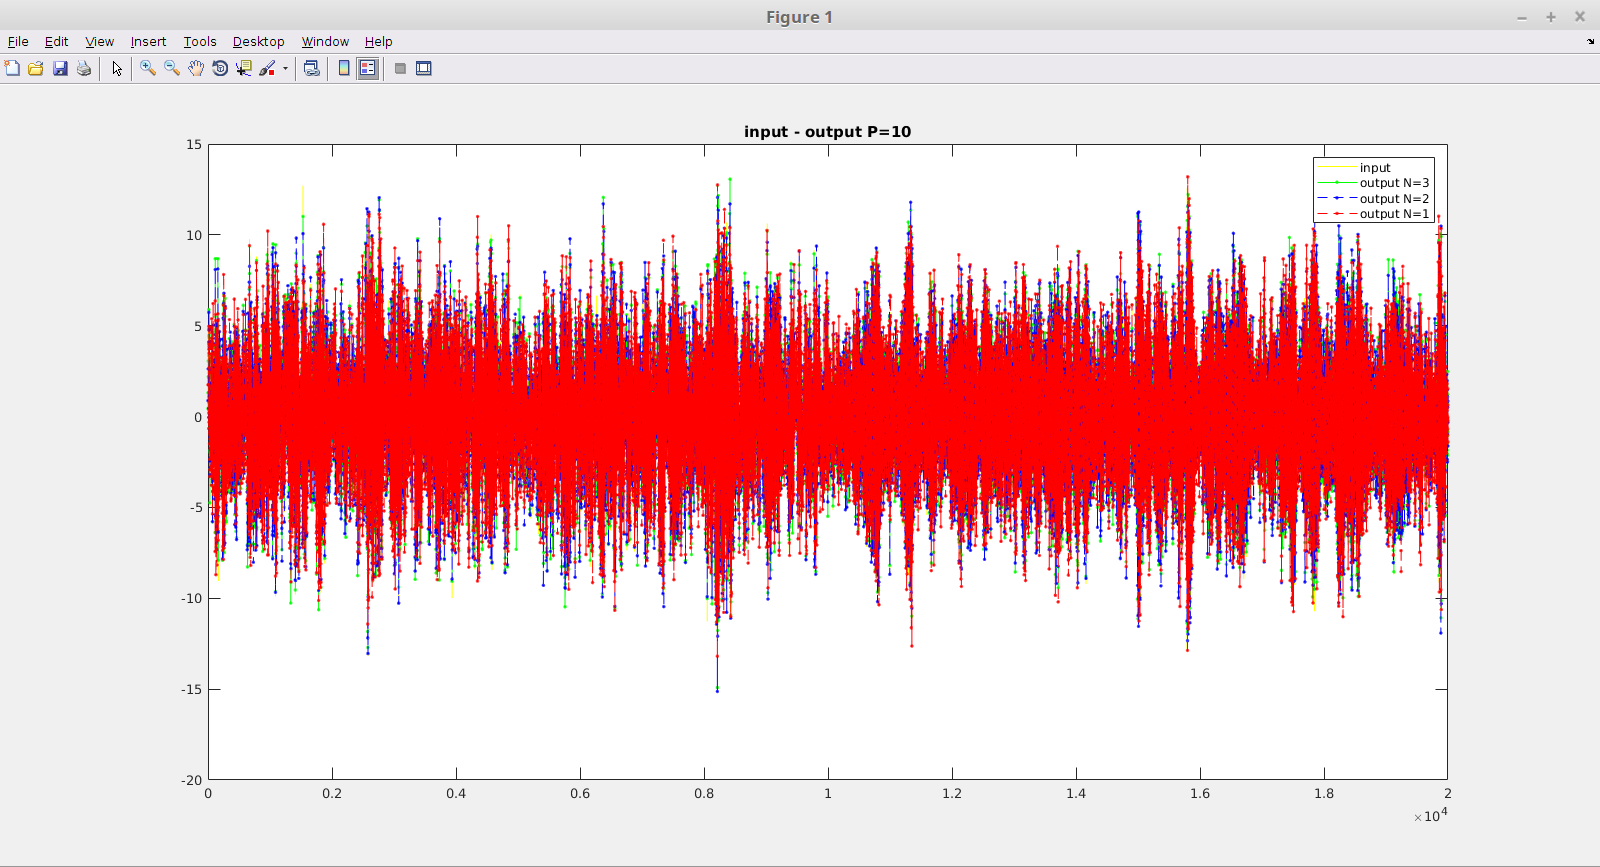 Figure 1
File Edit View Insert Tools Desktop Window Help
input - output P=10
15
10
5
0
-5
-10
-15
-20
0 0.2 0.4 0.6 0.8 1 1.2 1.4 1.6 1.8 2
×10^4
input
output N=3
output N=2
output N=1